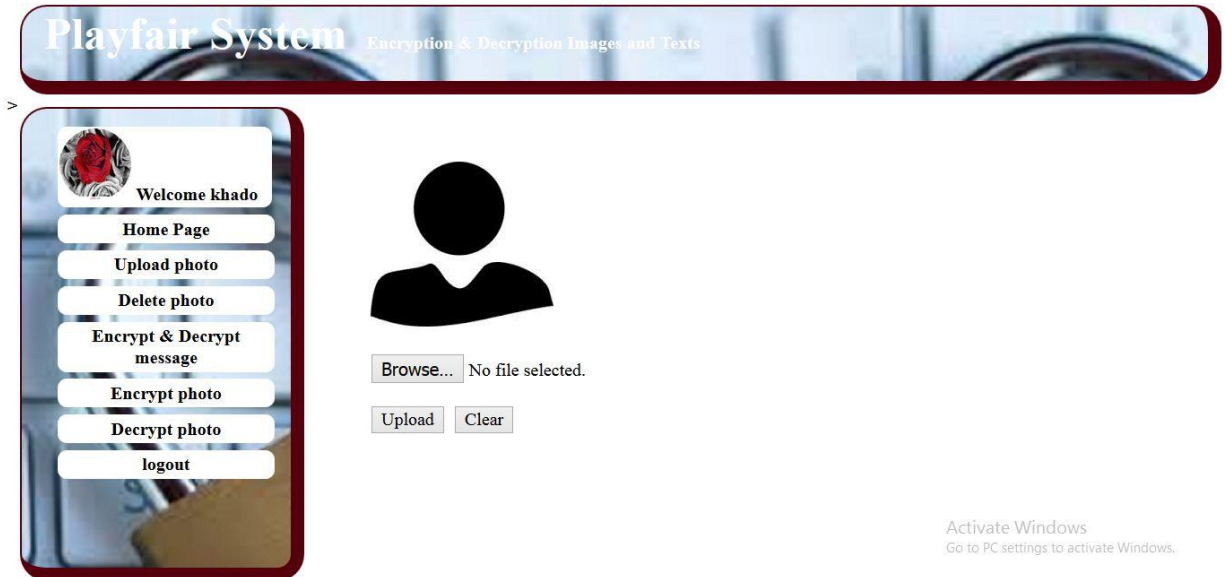 Playfair System Encryption & Decryption Images and Texts
>
Welcome khado
Home Page
Upload photo
Delete photo
Encrypt & Decrypt
message
Encrypt photo
Decrypt photo
logout
Browse... No file selected.
Upload Clear
Activate Windows
Go to PC settings to activate Windows.